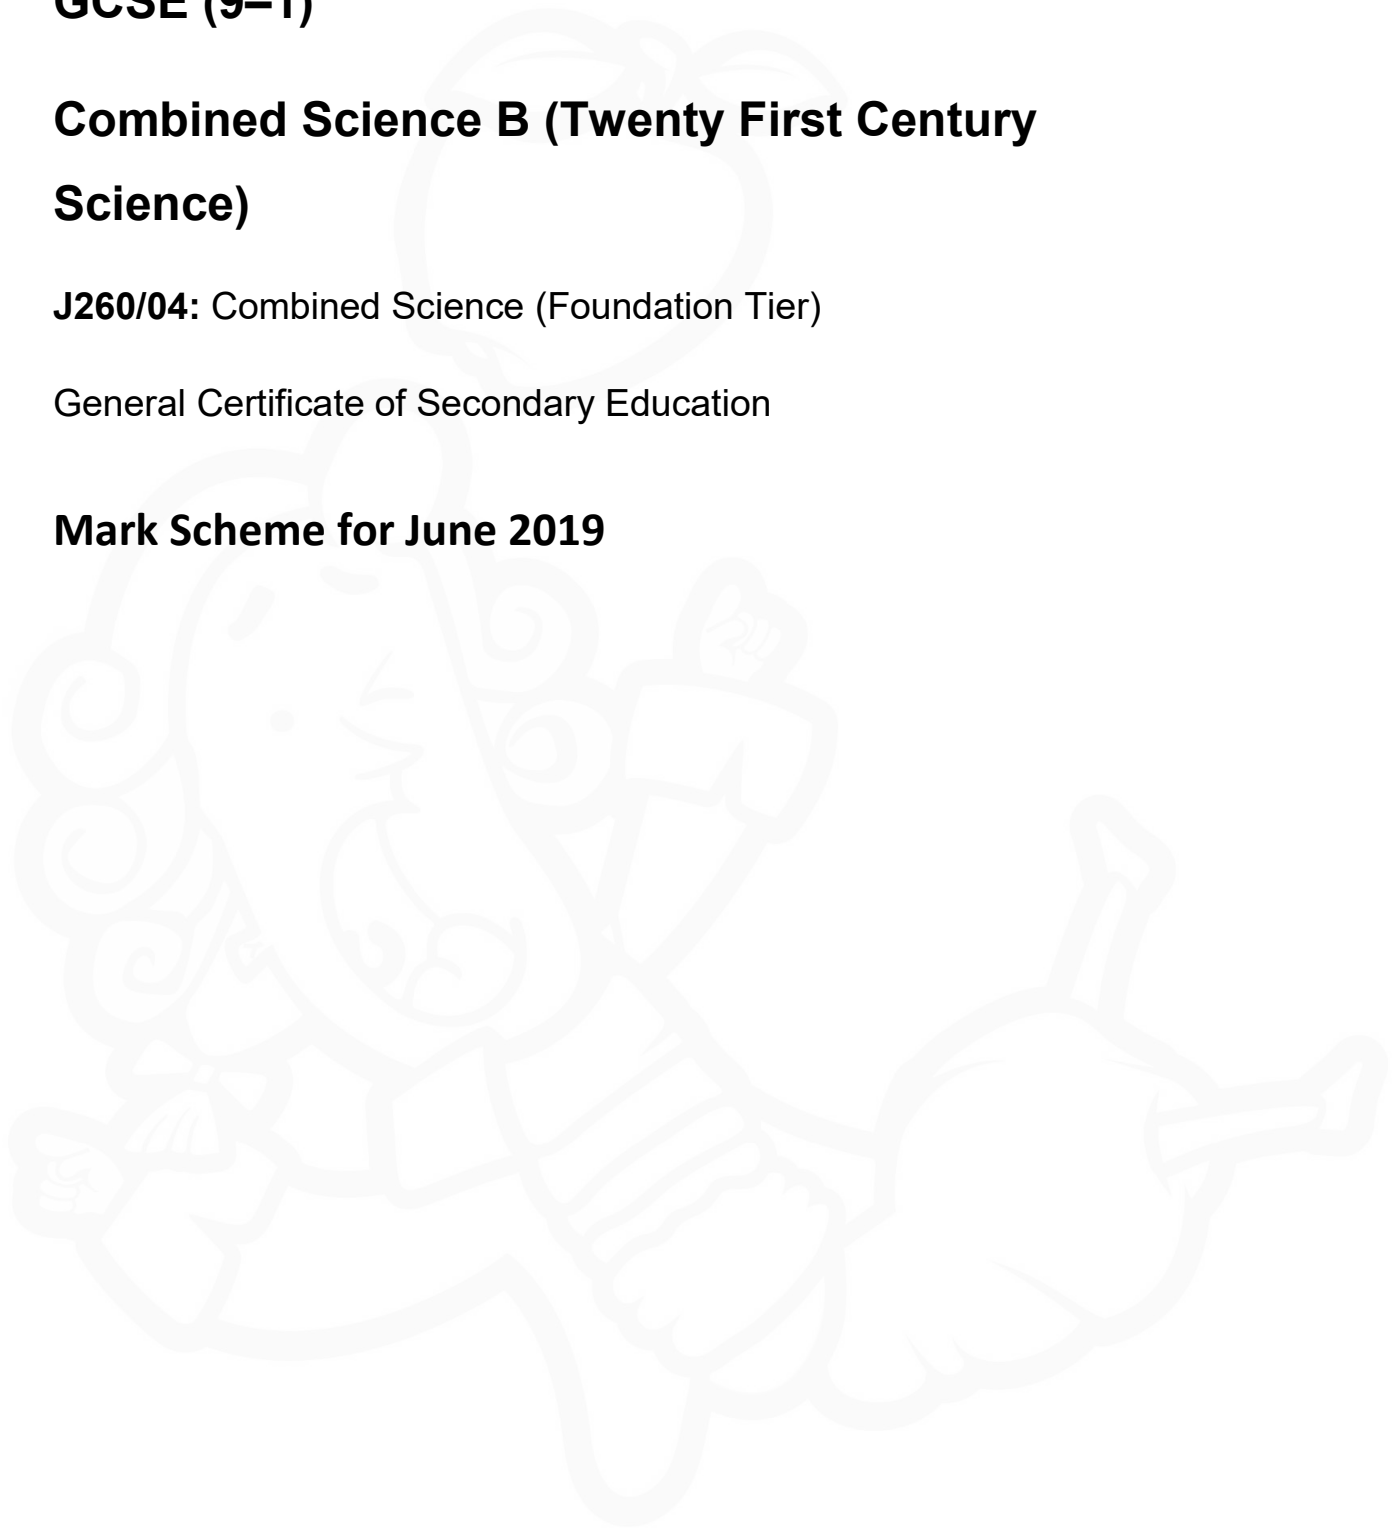 GCSE (9–1)
Combined Science B (Twenty First Century
Science)
J260/04: Combined Science (Foundation Tier)
General Certificate of Secondary Education
Mark Scheme for June 2019